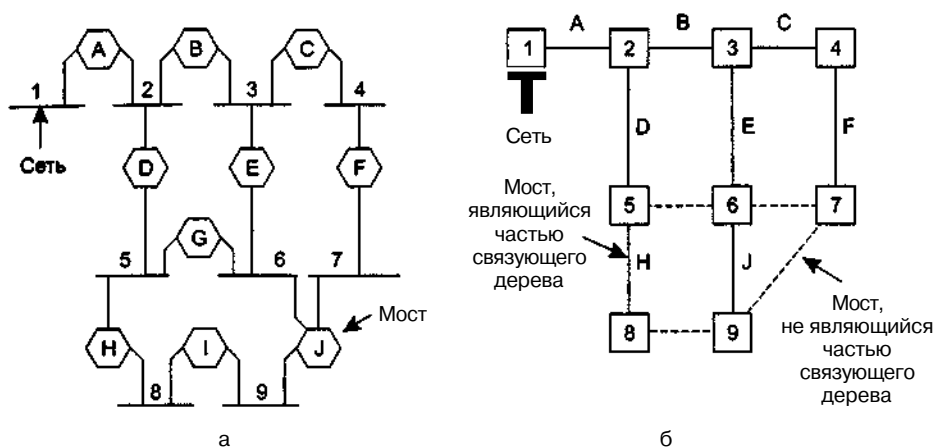 A B C
1 2 3 4
Сеть
D E F
G
5 6 7
Мост
H I J
8 9
а
A B C
1 2 3 4
Сеть
D E F
Мост,
являющийся
частью
связующего
дерева
5 6 7
H J
8 9
Мост,
не являющийся
частью
связующего
дерева
б